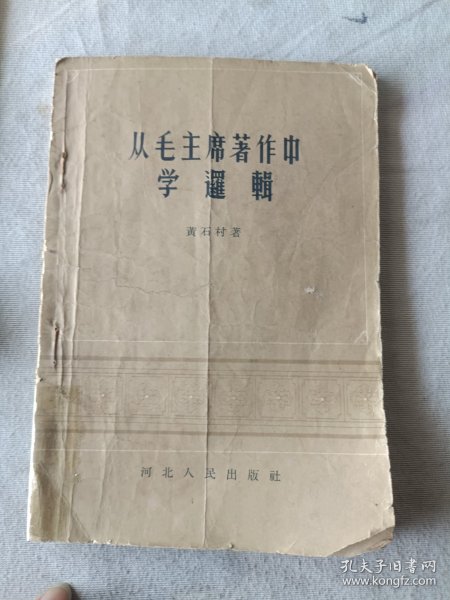 从毛主席著作中
学邏輯
黃石村著
河北人民出版社
孔夫子旧书网
www.kongfz.com